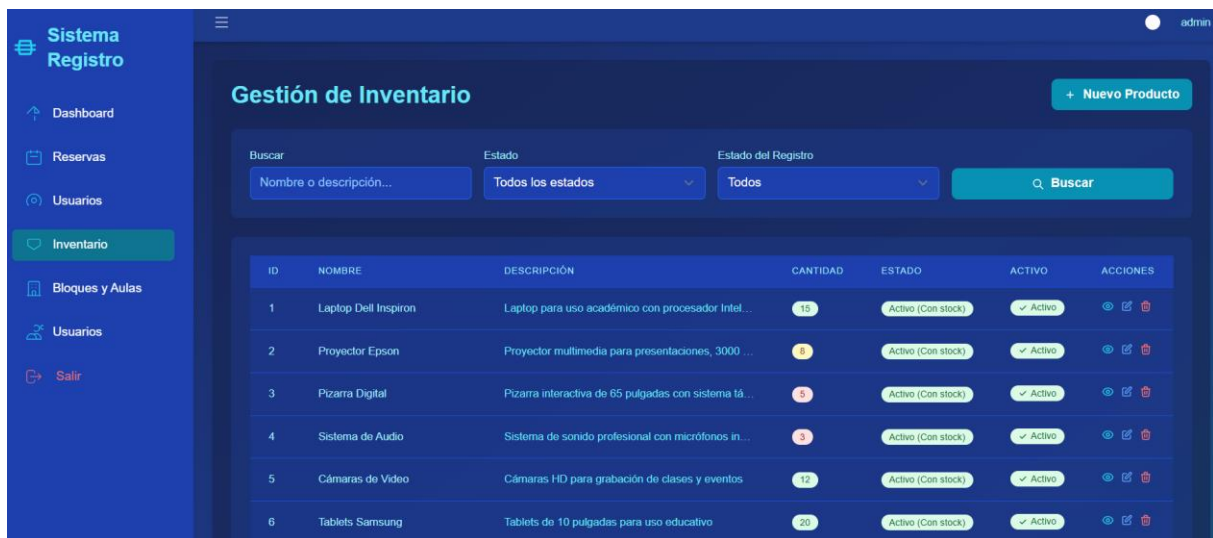 Sistema
Registro
admin
Dashboard
Reservas
Usuarios
Inventario
Bloques y Aulas
Usuarios
Salir
Gestión de Inventario
+ Nuevo Producto
Buscar Estado Estado del Registro
Nombre o descripción... Todos los estados Todos Buscar
ID NOMBRE DESCRIPCIÓN CANTIDAD ESTADO ACTIVO ACCIONES
1 Laptop Dell Inspiron Laptop para uso académico con procesador Intel... 15 Activo (Con stock) Activo
2 Proyector Epson Proyector multimedia para presentaciones, 3000 ... 8 Activo (Con stock) Activo
3 Pizarra Digital Pizarra interactiva de 65 pulgadas con sistema tá... 5 Activo (Con stock) Activo
4 Sistema de Audio Sistema de sonido profesional con micrófonos in... 3 Activo (Con stock) Activo
5 Cámaras de Video Cámaras HD para grabación de clases y eventos 12 Activo (Con stock) Activo
6 Tablets Samsung Tablets de 10 pulgadas para uso educativo 20 Activo (Con stock) Activo